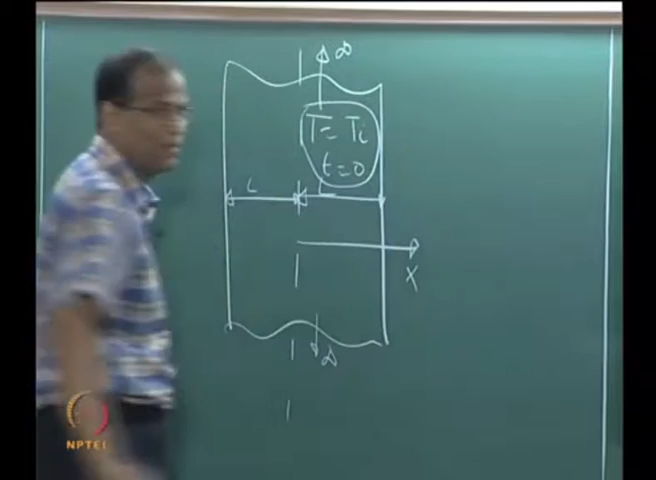 ∞
T = Ti
t = 0
L L
X
∞
NPTEL